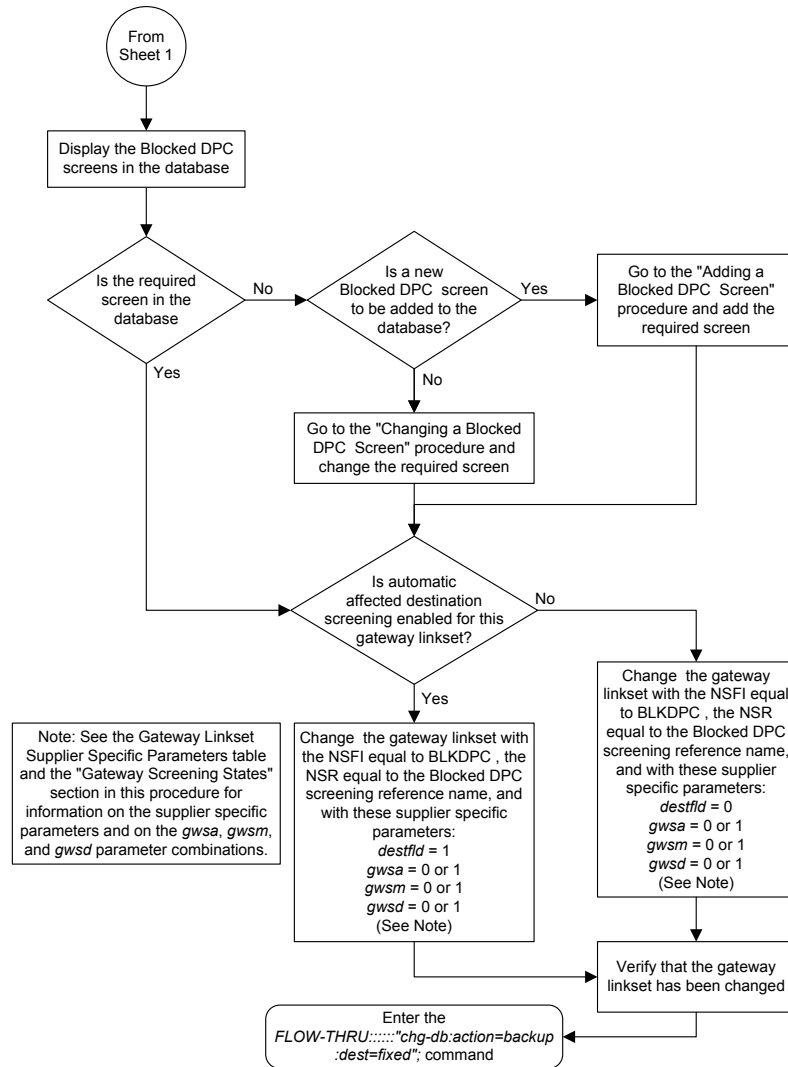 From
Sheet 1
Display the Blocked DPC
screens in the database
Is the required
screen in the
database
No
Yes
Is a new
Blocked DPC screen
to be added to the
database?
Yes
No
Go to the "Adding a
Blocked DPC Screen"
procedure and add the
required screen
Go to the "Changing a Blocked
DPC Screen" procedure and
change the required screen
Is automatic
affected destination
screening enabled for this
gateway linkset?
No
Yes
Note: See the Gateway Linkset
Supplier Specific Parameters table
and the "Gateway Screening States"
section in this procedure for
information on the supplier specific
parameters and on the gwsa, gwsm,
and gwsd parameter combinations.
Change the gateway linkset with
the NSFI equal to BLKDPC , the
NSR equal to the Blocked DPC
screening reference name, and
with these supplier specific
parameters:
destfld = 1
gwsa = 0 or 1
gwsm = 0 or 1
gwsd = 0 or 1
(See Note)
Change the gateway
linkset with the NSFI equal
to BLKDPC , the NSR
equal to the Blocked DPC
screening reference name,
and with these supplier
specific parameters:
destfld = 0
gwsa = 0 or 1
gwsm = 0 or 1
gwsd = 0 or 1
(See Note)
Verify that the gateway
linkset has been changed
Enter the
FLOW-THRU::::::"chg-db:action=backup
:dest=fixed"; command